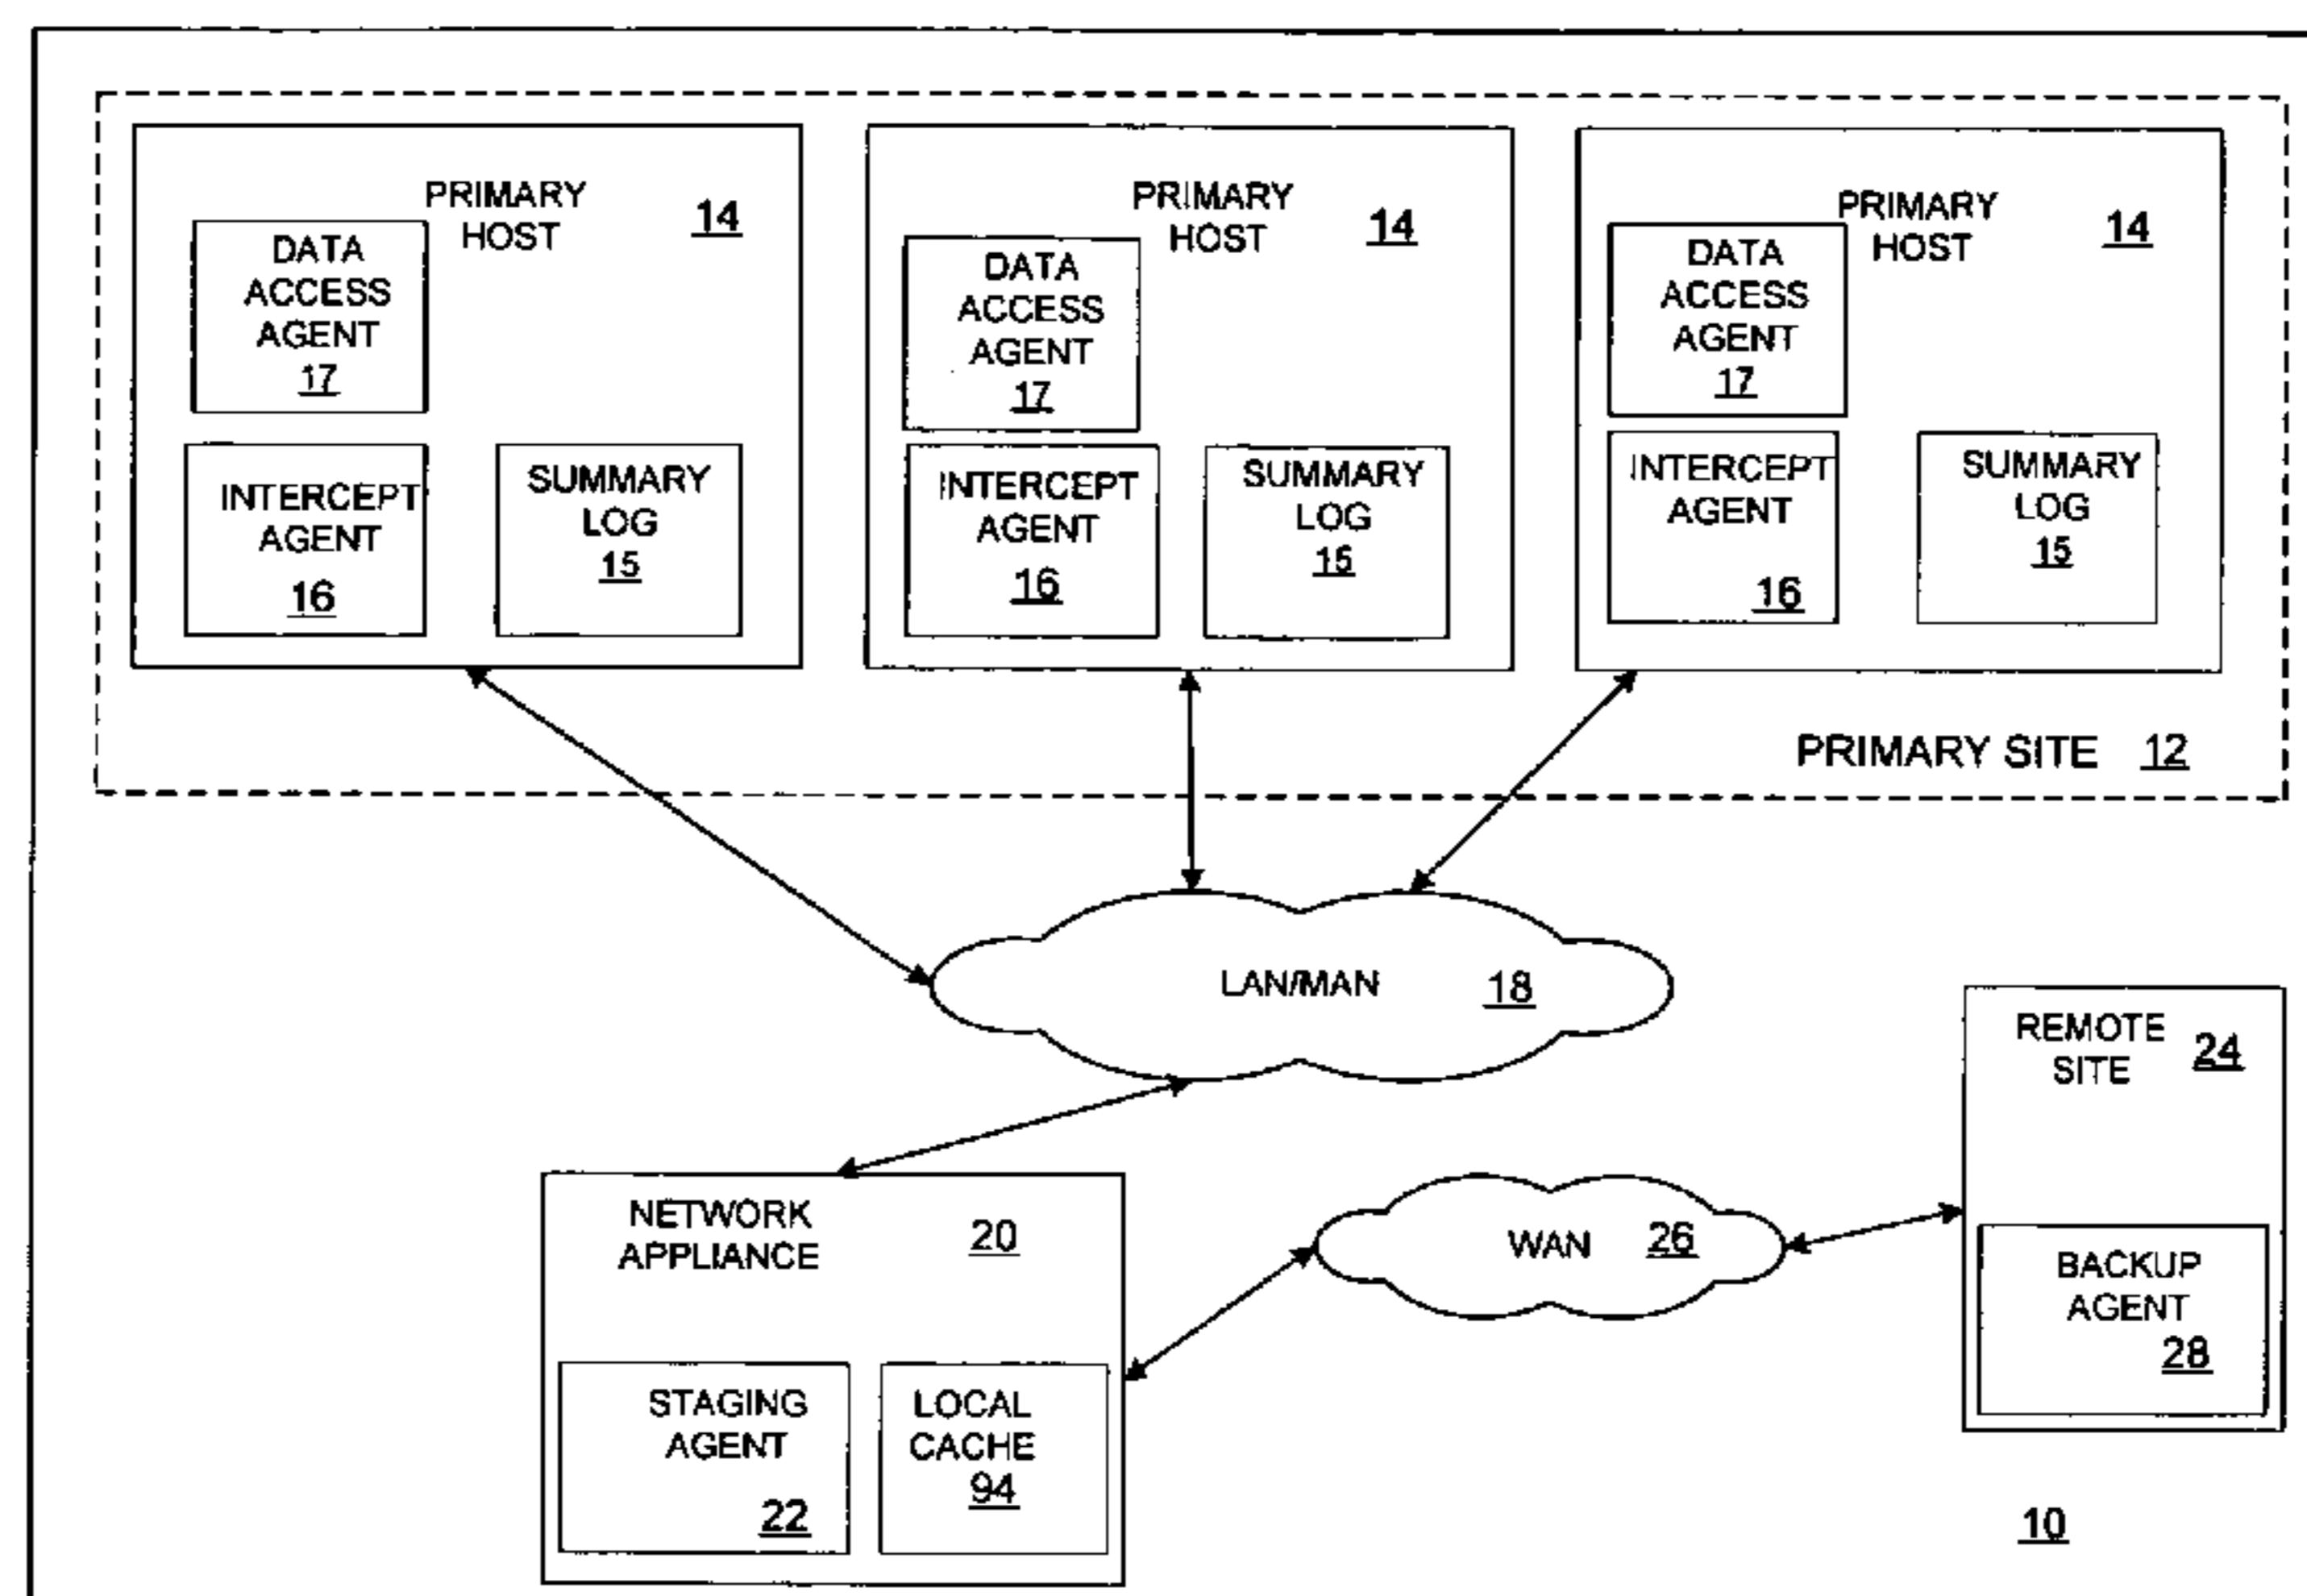 PRIMARY
HOST
14
DATA
ACCESS
AGENT
17
INTERCEPT
AGENT
16
SUMMARY
LOG
15
PRIMARY
HOST
14
DATA
ACCESS
AGENT
17
INTERCEPT
AGENT
16
SUMMARY
LOG
15
PRIMARY
HOST
14
DATA
ACCESS
AGENT
17
INTERCEPT
AGENT
16
SUMMARY
LOG
15
PRIMARY SITE 12
LAN/MAN 18
REMOTE
SITE
24
BACKUP
AGENT
28
WAN 26
NETWORK
APPLIANCE
20
STAGING
AGENT
22
LOCAL
CACHE
94
10